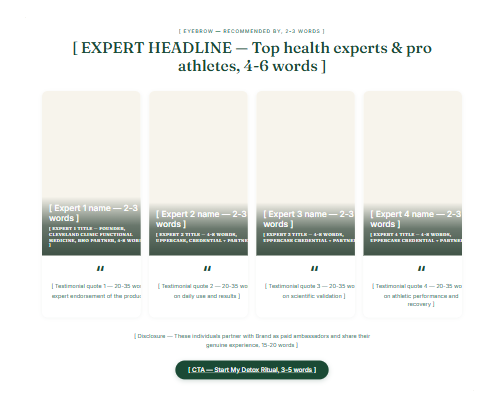 [ EYEBROW — RECOMMENDED BY, 2-3 WORDS ]
[ EXPERT HEADLINE — Top health experts & pro
athletes, 4-6 words ]
[ Expert 1 name — 2-3
words ]
[ EXPERT 1 TITLE — FOUNDER,
CLEVELAND CLINIC FUNCTIONAL
MEDICINE, BHO PARTNER, 4-8 WORDS
]
[ Expert 2 name — 2-3
words ]
[ EXPERT 2 TITLE — 4-8 WORDS,
UPPERCASE, CREDENTIAL + PARTNE
[ Expert 3 name — 2-3
words ]
[ EXPERT 3 TITLE — 4-8 WORDS,
UPPERCASE, CREDENTIAL + PARTNE
[ Expert 4 name — 2-3
words ]
[ EXPERT 4 TITLE — 4-8 WORDS,
UPPERCASE, CREDENTIAL + PARTNE
“
[ Testimonial quote 1 — 20-35 wo
expert endorsement of the produ
“
[ Testimonial quote 2 — 20-35 wo
on daily use and results ]
“
[ Testimonial quote 3 — 20-35 wo
on scientific validation ]
“
[ Testimonial quote 4 — 20-35 wo
on athletic performance and
recovery ]
[ Disclosure — These individuals partner with Brand as paid ambassadors and share their
genuine experience, 15-20 words ]
[ CTA — Start My Detox Ritual, 3-5 words ]